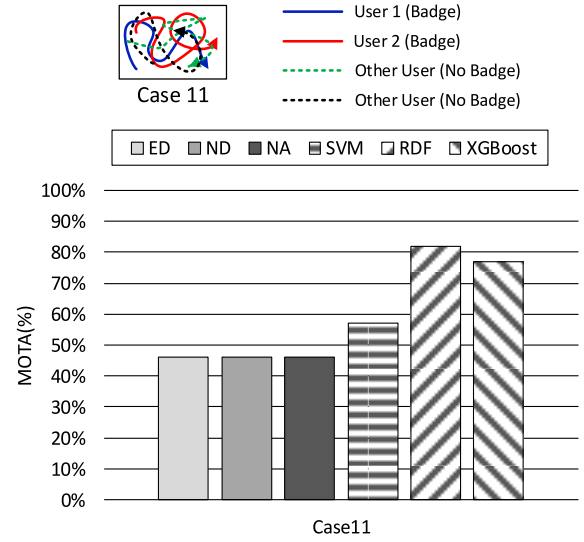 User 1 (Badge)
User 2 (Badge)
Other User (No Badge)
Other User (No Badge)
Case 11
ED ND NA SVM RDF XGBoost
100%
90%
80%
70%
60%
50%
40%
30%
20%
10%
0%
MOTA(%)
Case11